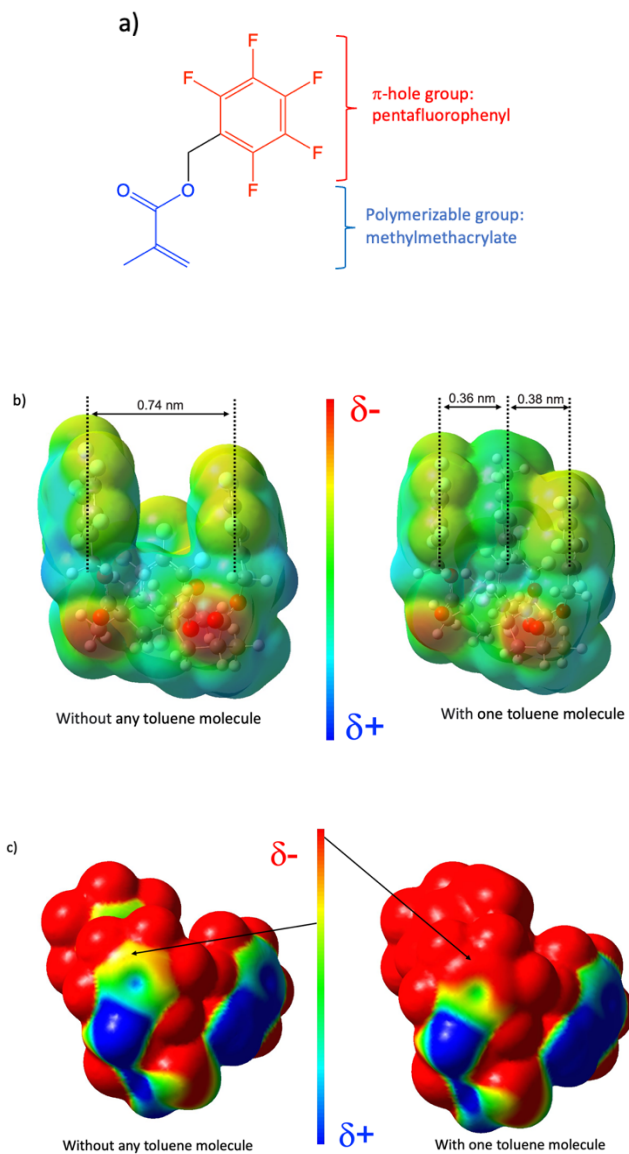 a)
F
F
F
F
F
O
O
π-hole group:
pentafluorophenyl
Polymerizable group:
methylmethacrylate
b)
0.74 nm
δ-
0.36 nm
0.38 nm
Without any toluene molecule
δ+
With one toluene molecule
c)
δ-
δ+
Without any toluene molecule
With one toluene molecule